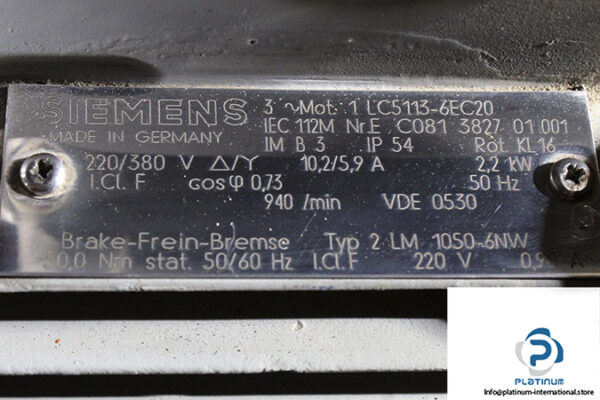 SIEMENS 3 ~Mot. 1 LC5113-6EC20
MADE IN GERMANY IEC 112M Nr.E C081 3827 01 001
IM B 3 IP 54 Röt. KL 16
220/380 V △/Y 10,2/5,9 A 2,2 kW
I.Cl. F cosφ 0,73 50 Hz
940 /min VDE 0530
Brake-Frein-Bremse Typ 2 LM 1050-6NW
Nm stat. 50/60 Hz I.Cl. F 220 V A
PLATINUM
Info@platinum-international.store